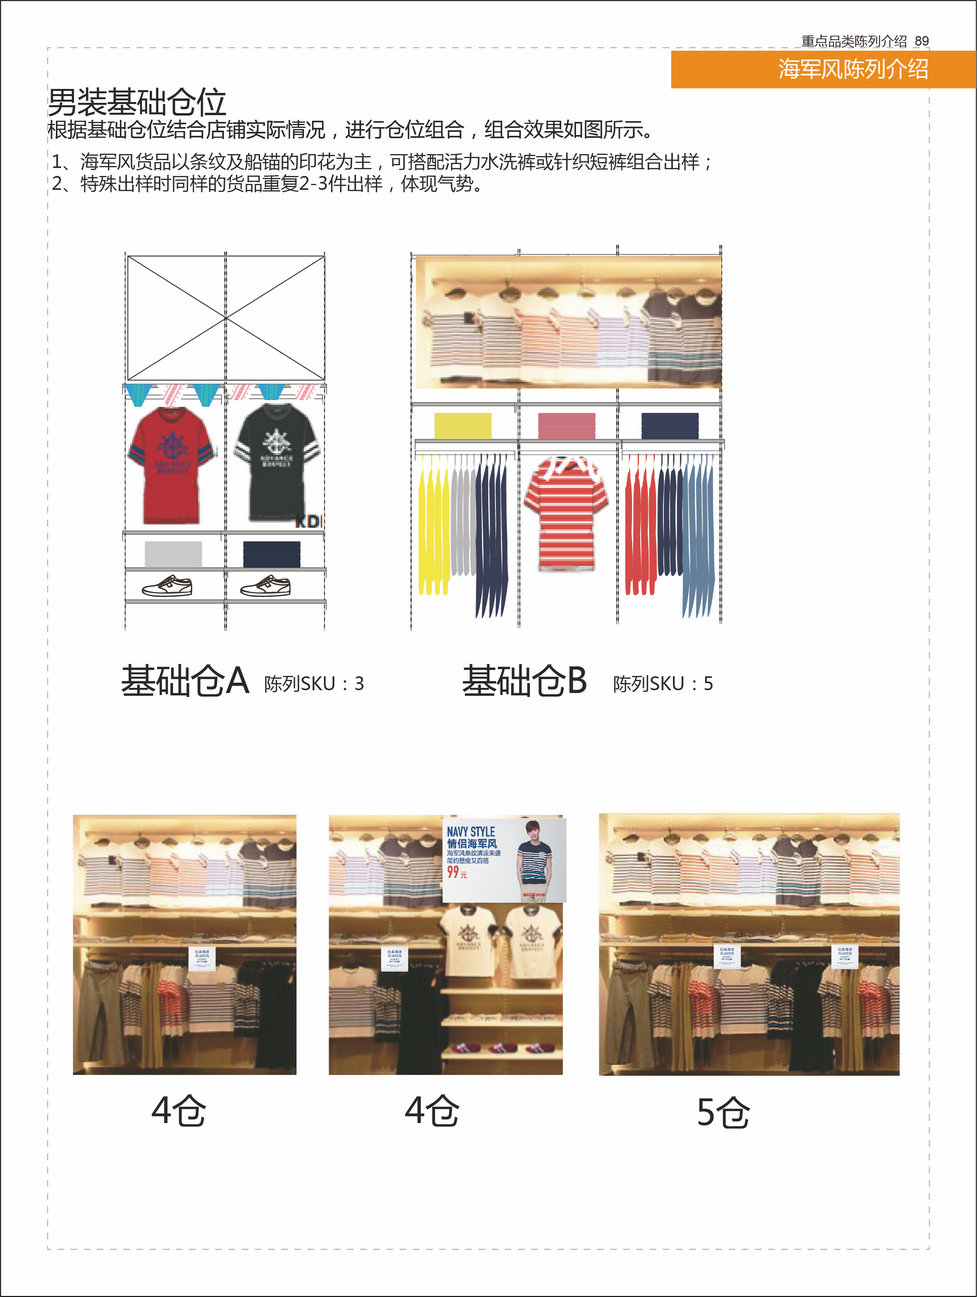 重点品类陈列介绍 89
海军风陈列介绍
男装基础仓位
根据基础仓位结合店铺实际情况，进行仓位组合，组合效果如图所示。
1、海军风货品以条纹及船锚的印花为主，可搭配活力水洗裤或针织短裤组合出样；
2、特殊出样时同样的货品重复2-3件出样，体现气势。
ADVANCE
KD
基础仓A 陈列SKU：3
基础仓B 陈列SKU：5
NAVY STYLE
情侣海军风
海军风条纹清凉来袭
简约显瘦又百搭
99元
4仓
4仓
5仓